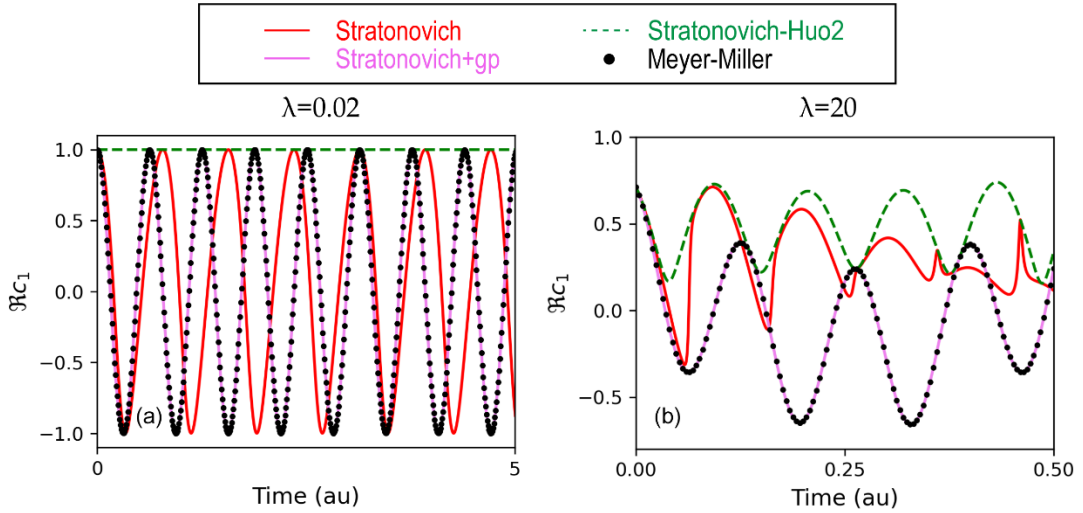 Stratonovich
Stratonovich+gp
Stratonovich-Huo2
Meyer-Miller
λ=0.02
1.0
0.5
0.0
−0.5
−1.0
ℜc₁
(a)
0
5
Time (au)
λ=20
1.0
0.5
0.0
−0.5
ℜc₁
(b)
0.00
0.25
0.50
Time (au)